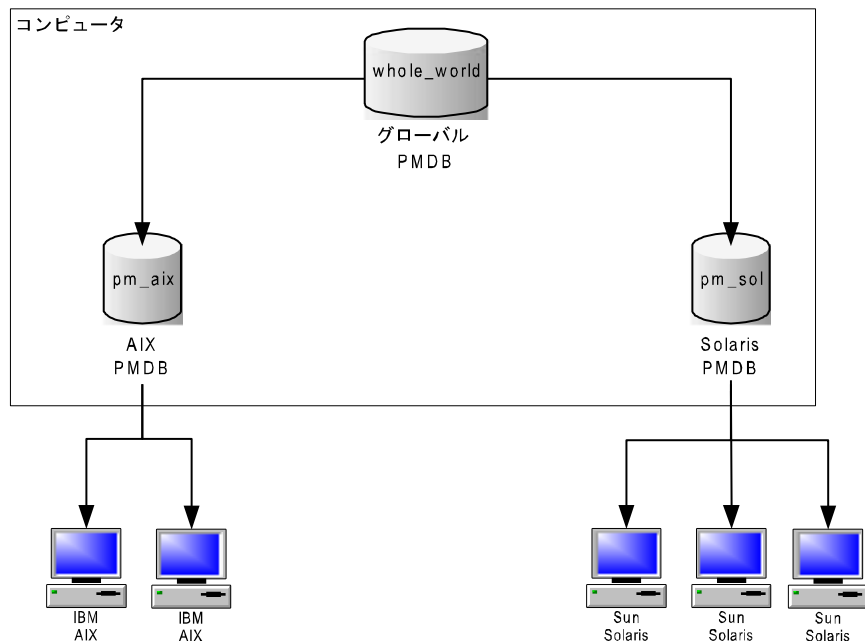 コンピュータ
whole_world
グローバル
PMDB
pm_aix
pm_sol
AIX
PMDB
Solaris
PMDB
IBM
AIX
IBM
AIX
Sun
Solaris
Sun
Solaris
Sun
Solaris